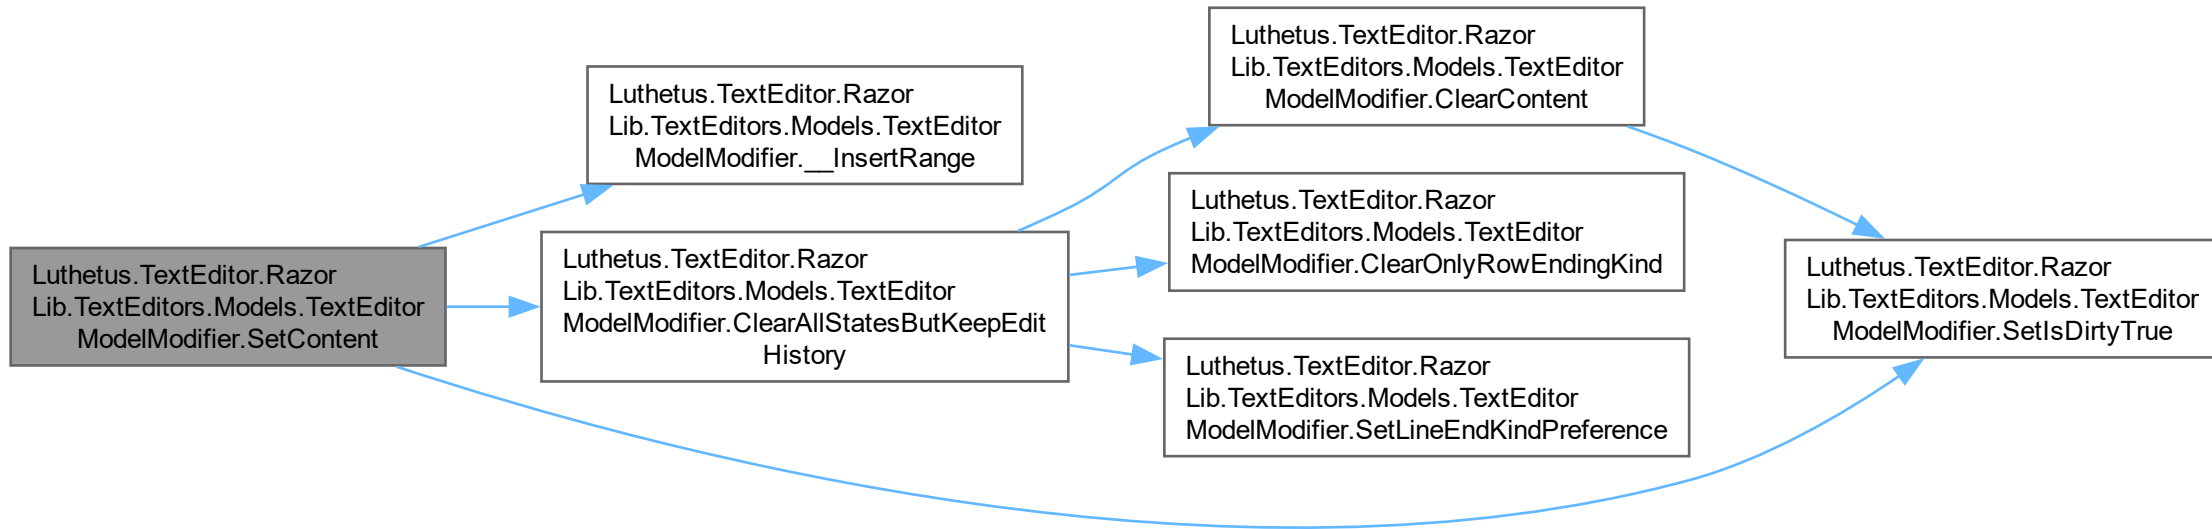 Luthetus.TextEditor.Razor
Lib.TextEditors.Models.TextEditor
ModelModifier.SetContent
Luthetus.TextEditor.Razor
Lib.TextEditors.Models.TextEditor
ModelModifier.__InsertRange
Luthetus.TextEditor.Razor
Lib.TextEditors.Models.TextEditor
ModelModifier.ClearAllStatesButKeepEdit
History
Luthetus.TextEditor.Razor
Lib.TextEditors.Models.TextEditor
ModelModifier.ClearContent
Luthetus.TextEditor.Razor
Lib.TextEditors.Models.TextEditor
ModelModifier.ClearOnlyRowEndingKind
Luthetus.TextEditor.Razor
Lib.TextEditors.Models.TextEditor
ModelModifier.SetLineEndKindPreference
Luthetus.TextEditor.Razor
Lib.TextEditors.Models.TextEditor
ModelModifier.SetIsDirtyTrue